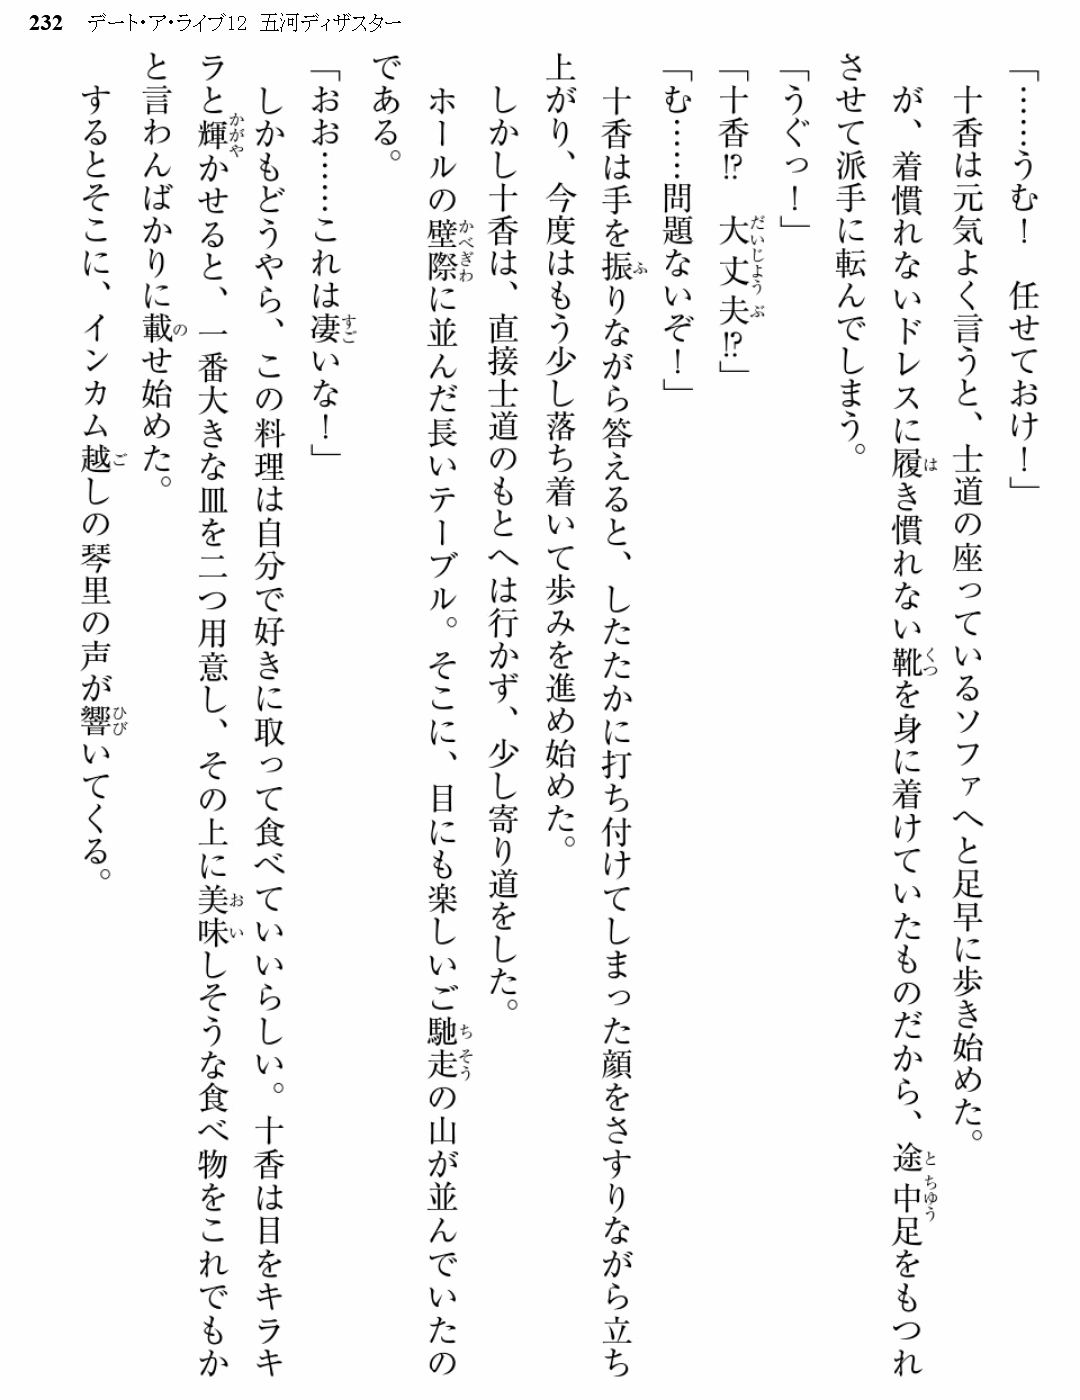 232 デート・ア・ライブ12 五河ディザスター
「……うむ！　任せておけ！」
　十香は元気よく言うと、士道の座っているソファへと足早に歩き始めた。
　が、着慣れないドレスに履き慣れない靴を身に着けていたものだから、途中足をもつれ
させて派手に転んでしまう。
「うぐっ！」
「十香⁉　大丈夫⁉」
「む……問題ないぞ！」
　十香は手を振りながら答えると、したたかに打ち付けてしまった顔をさすりながら立ち
上がり、今度はもう少し落ち着いて歩みを進め始めた。
　しかし十香は、直接士道のもとへは行かず、少し寄り道をした。
　ホールの壁際に並んだ長いテーブル。そこに、目にも楽しいご馳走の山が並んでいたの
である。
「おお……これは凄いな！」
　しかもどうやら、この料理は自分で好きに取って食べていいらしい。十香は目をキラキ
ラと輝かせると、一番大きな皿を二つ用意し、その上に美味しそうな食べ物をこれでもか
と言わんばかりに載せ始めた。
　するとそこに、インカム越しの琴里の声が響いてくる。